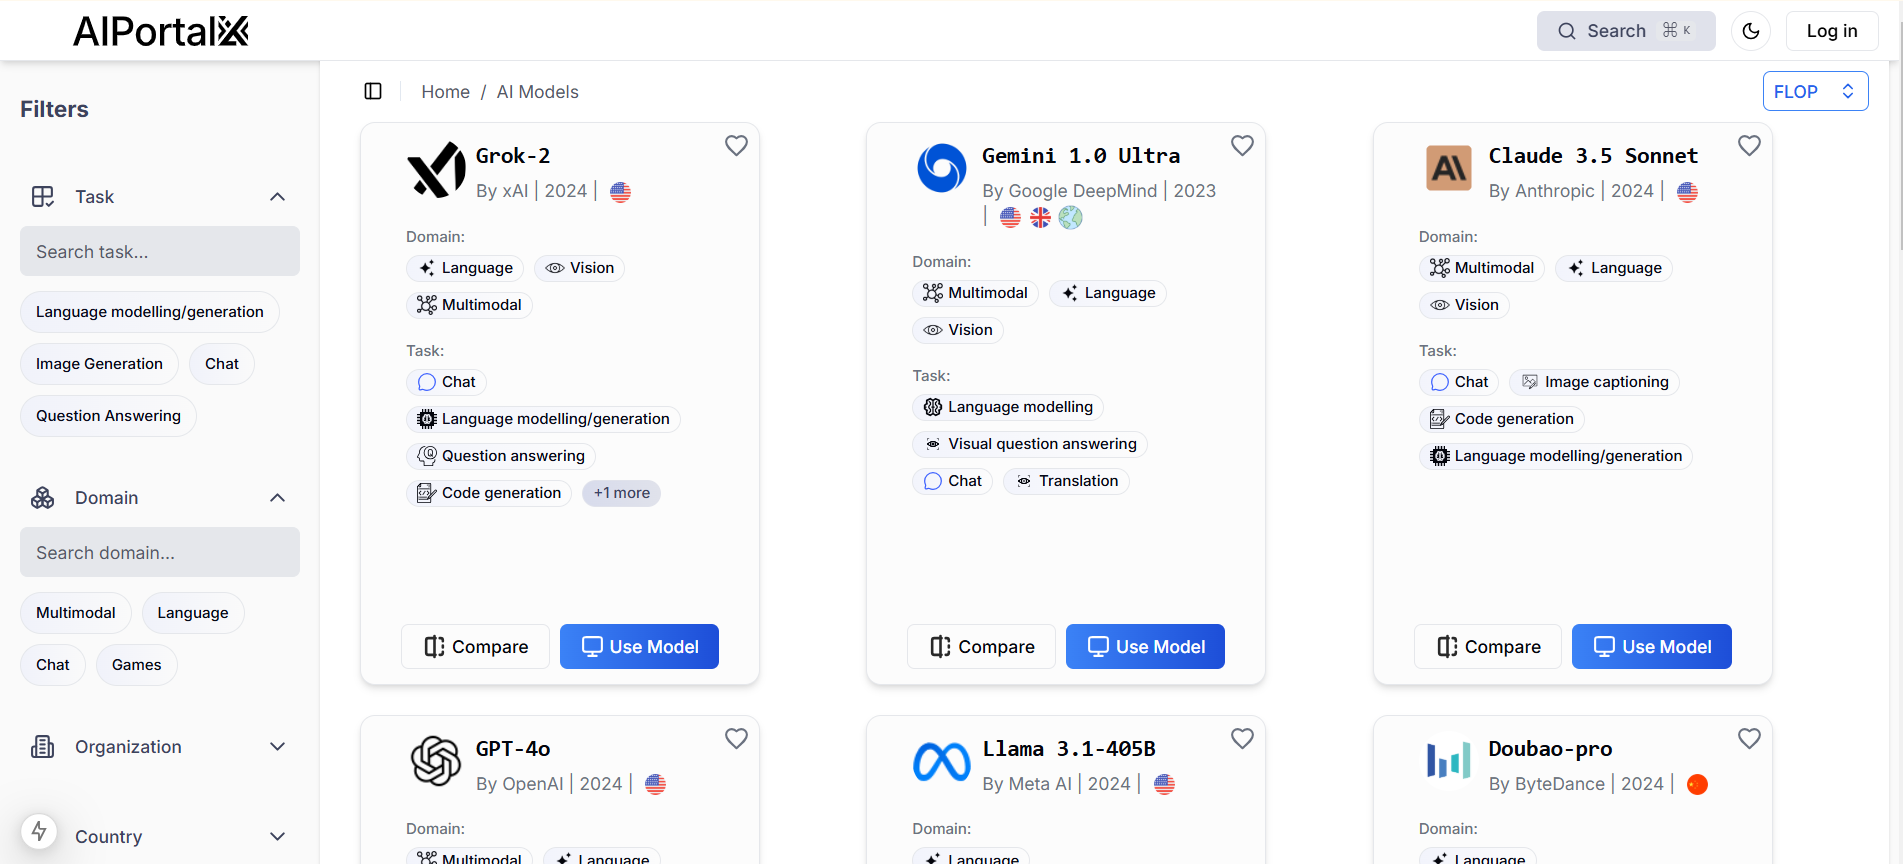 AIPortalX
Search ⌘ K
Log in
Filters
Task
Search task...
Language modelling/generation
Image Generation
Chat
Question Answering
Domain
Search domain...
Multimodal
Language
Chat
Games
Organization
Country
Home / AI Models
FLOP
Grok-2
By xAI | 2024 |
Domain:
Language
Vision
Multimodal
Task:
Chat
Language modelling/generation
Question answering
Code generation
+1 more
Compare
Use Model
Gemini 1.0 Ultra
By Google DeepMind | 2023
|
Domain:
Multimodal
Language
Vision
Task:
Language modelling
Visual question answering
Chat
Translation
Compare
Use Model
Claude 3.5 Sonnet
By Anthropic | 2024 |
Domain:
Multimodal
Language
Vision
Task:
Chat
Image captioning
Code generation
Language modelling/generation
Compare
Use Model
GPT-4o
By OpenAI | 2024 |
Domain:
Multimodal
Language
Llama 3.1-405B
By Meta AI | 2024 |
Domain:
Language
Doubao-pro
By ByteDance | 2024 |
Domain:
Language